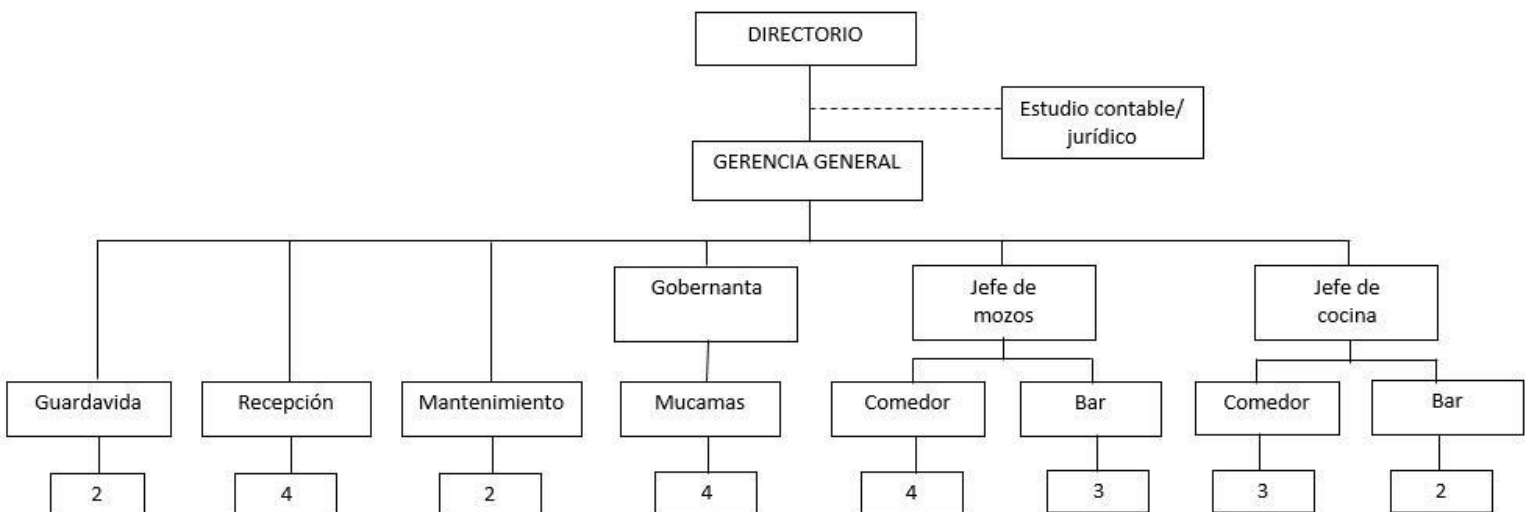 DIRECTORIO
Estudio contable/
jurídico
GERENCIA GENERAL
Gobernanta
Jefe de
mozos
Jefe de
cocina
Guardavida
Recepción
Mantenimiento
Mucamas
Comedor
Bar
Comedor
Bar
2
4
2
4
4
3
3
2